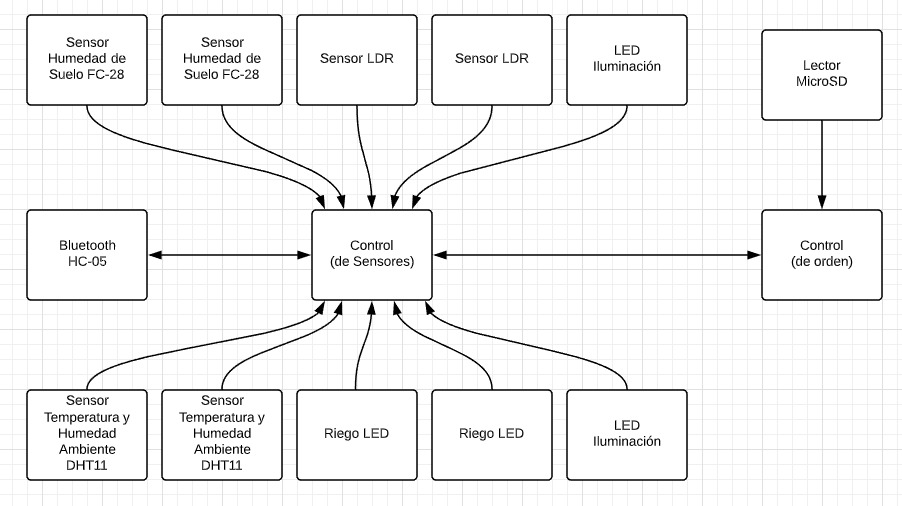 Sensor
Humedad de
Suelo FC-28
Sensor
Humedad de
Suelo FC-28
Sensor LDR
Sensor LDR
LED
Iluminación
Lector
MicroSD
Bluetooth
HC-05
Control
(de Sensores)
Control
(de orden)
Sensor
Temperatura y
Humedad
Ambiente
DHT11
Sensor
Temperatura y
Humedad
Ambiente
DHT11
Riego LED
Riego LED
LED
Iluminación